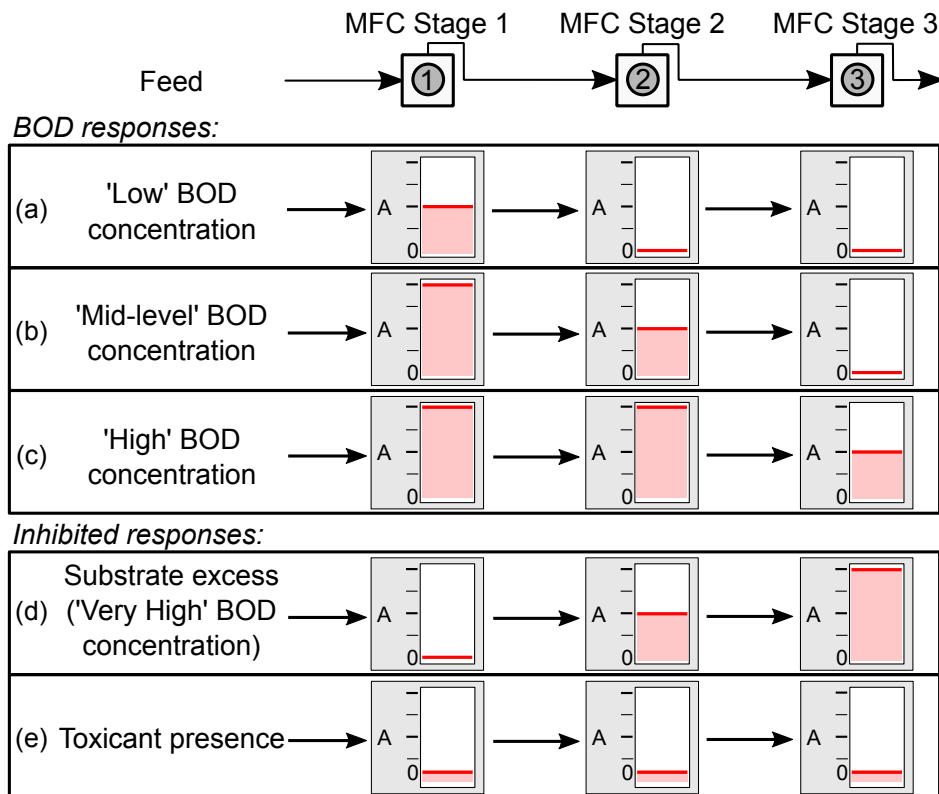 MFC Stage 1 MFC Stage 2 MFC Stage 3
Feed 1 2 3
BOD responses:
(a) 'Low' BOD
concentration
A 0 A 0 A 0
(b) 'Mid-level' BOD
concentration
A 0 A 0 A 0
(c) 'High' BOD
concentration
A 0 A 0 A 0
Inhibited responses:
(d) Substrate excess
('Very High' BOD
concentration)
A 0 A 0 A 0
(e) Toxicant presence
A 0 A 0 A 0